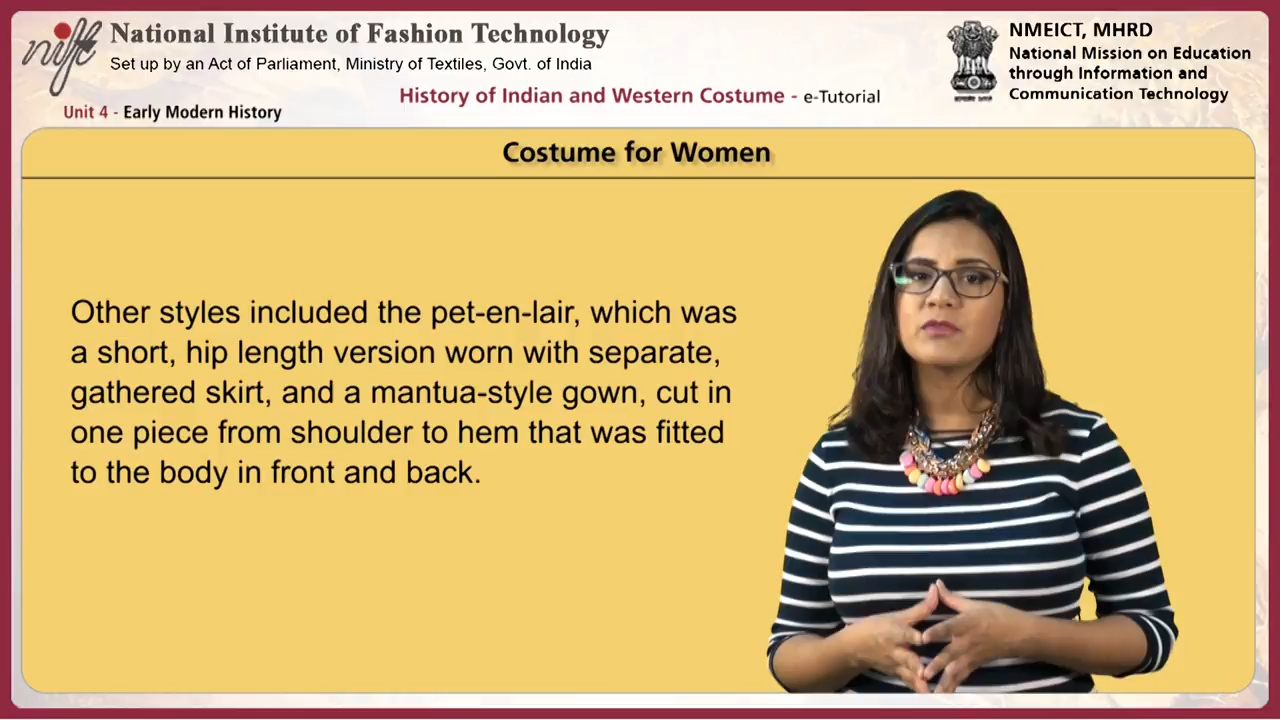 nift
National Institute of Fashion Technology
Set up by an Act of Parliament, Ministry of Textiles, Govt. of India
NMEICT, MHRD
National Mission on Education
through Information and
Communication Technology
History of Indian and Western Costume - e-Tutorial
Unit 4 - Early Modern History
Costume for Women
Other styles included the pet-en-lair, which was
a short, hip length version worn with separate,
gathered skirt, and a mantua-style gown, cut in
one piece from shoulder to hem that was fitted
to the body in front and back.